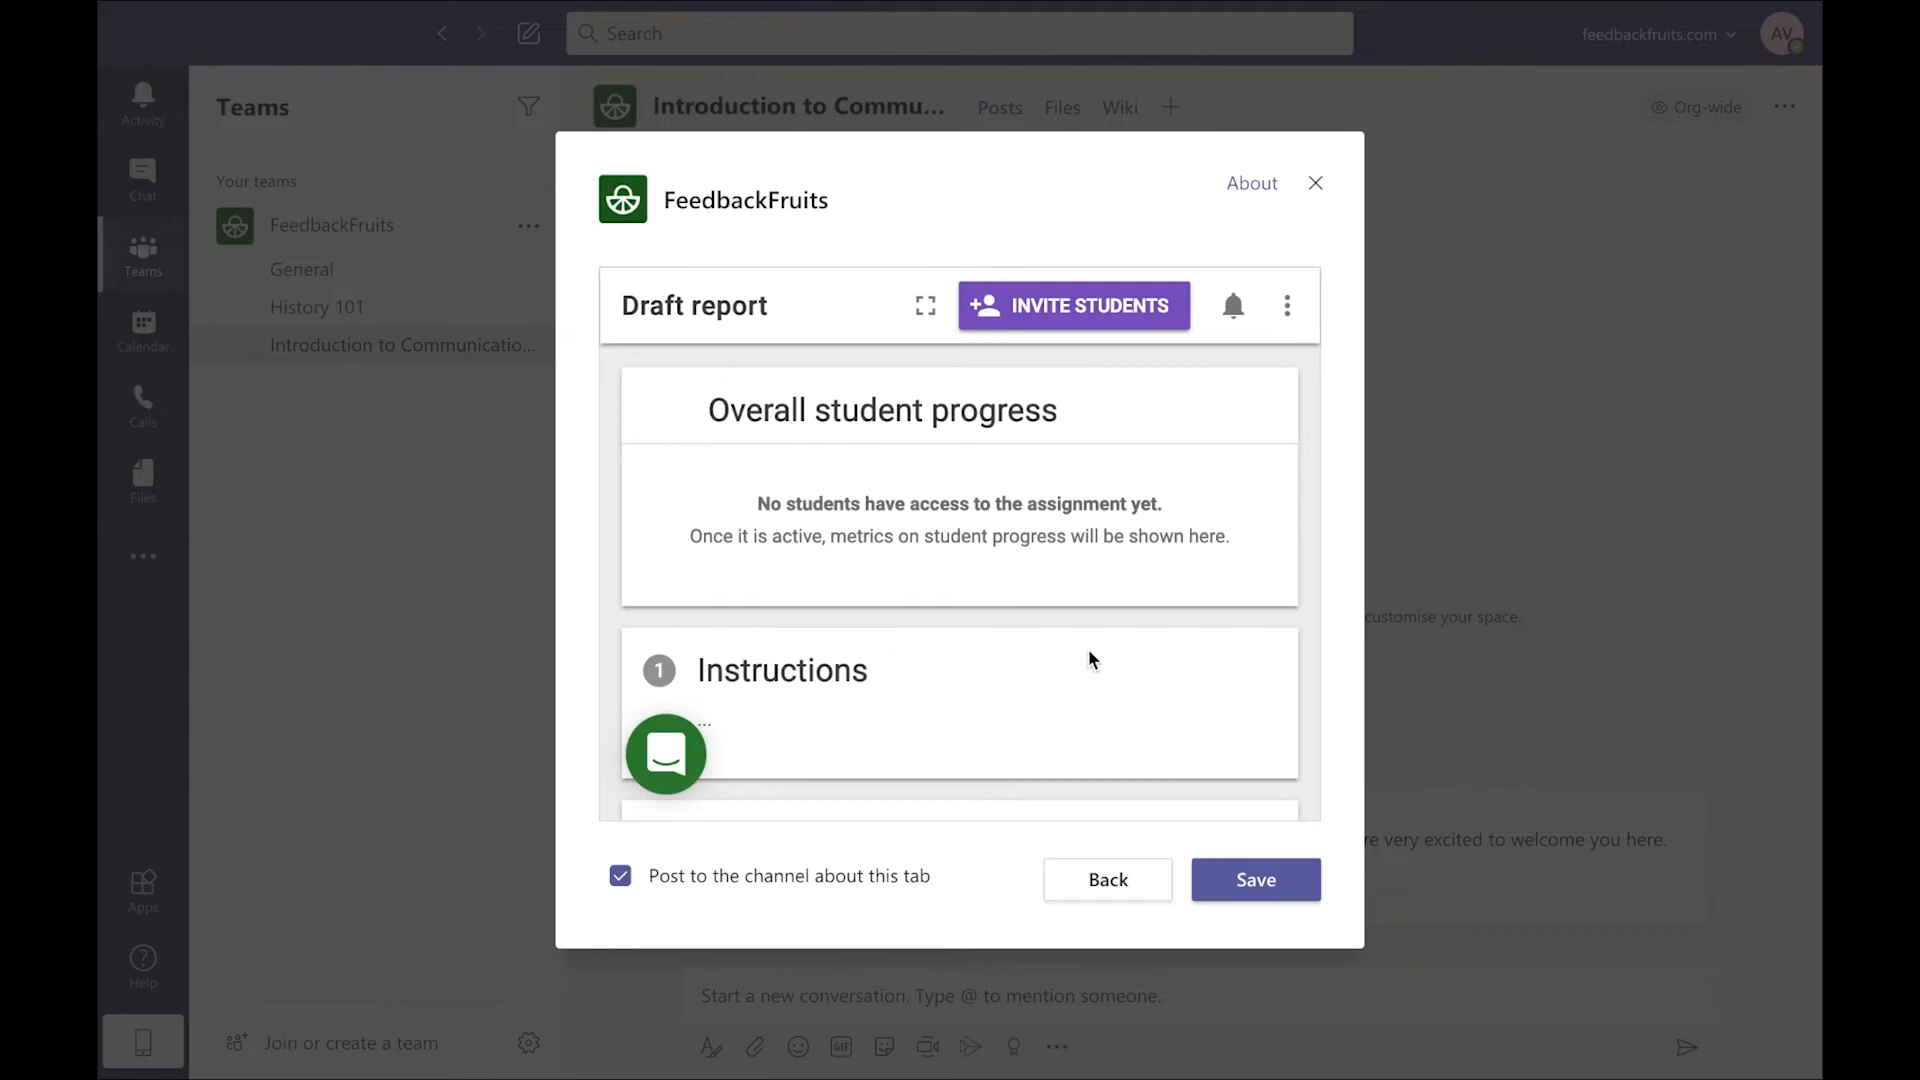 Search
feedbackfruits.com
AV
Activity
Chat
Teams
Calendar
Calls
Files
Apps
Help
Teams
Your teams
FeedbackFruits
General
History 101
Introduction to Communicatio...
Join or create a team
Introduction to Commu...
Posts
Files
Wiki
Org-wide
FeedbackFruits
About
Draft report
INVITE STUDENTS
Overall student progress
No students have access to the assignment yet.
Once it is active, metrics on student progress will be shown here.
1 Instructions
...
Post to the channel about this tab
Back
Save
customise your space.
re very excited to welcome you here.
Start a new conversation. Type @ to mention someone.
GIF